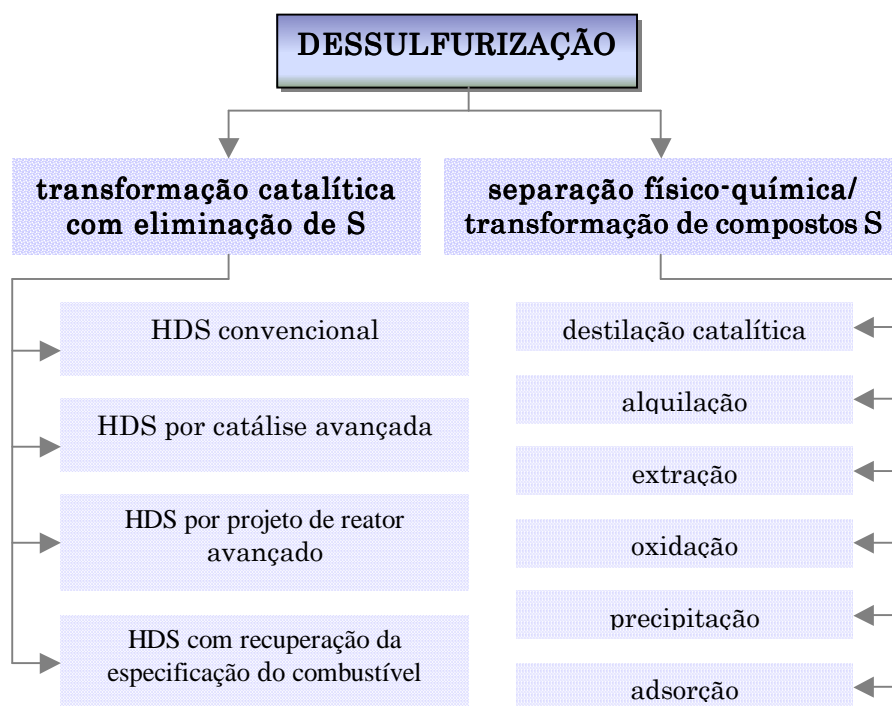 DESSULFURIZAÇÃO
transformação catalítica
com eliminação de S
separação físico-química/
transformação de compostos S
HDS convencional
HDS por catálise avançada
HDS por projeto de reator
avançado
HDS com recuperação da
especificação do combustível
destilação catalítica
alquilação
extração
oxidação
precipitação
adsorção